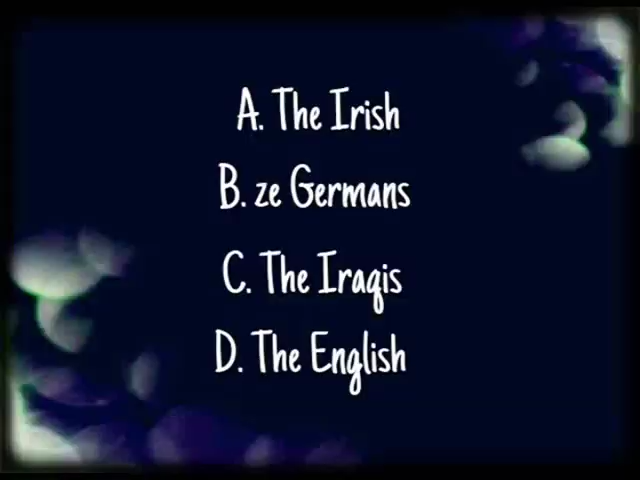 A. The Irish
B. ze Germans
C. The Iraqis
D. The English